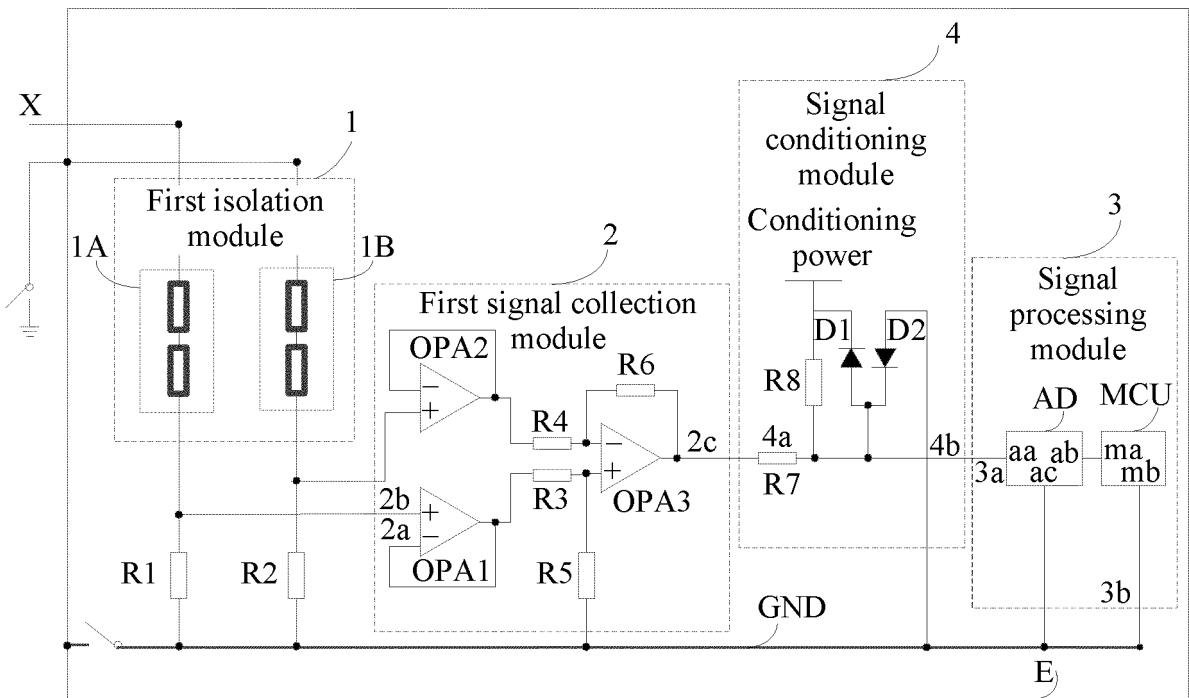 4
X
1
Signal
conditioning
module
First isolation
module
Conditioning
power
3
2
1A
1B
Signal
processing
module
First signal collection
module
D1
D2
OPA2
R6
R8
AD
MCU
R4
2c
4a
4b
aa
ab
ac
ma
mb
3a
R3
R7
OPA3
2b
2a
R1
R2
OPA1
R5
3b
GND
E